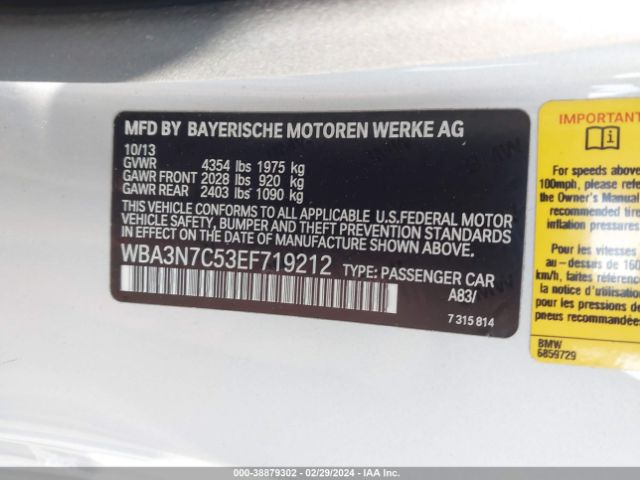 MFD BY BAYERISCHE MOTOREN WERKE AG
10/13
GVWR 4354 lbs 1975 kg
GAWR FRONT 2028 lbs 920 kg
GAWR REAR 2403 lbs 1090 kg
THIS VEHICLE CONFORMS TO ALL APPLICABLE U.S.FEDERAL MOTOR
VEHICLE SAFETY, BUMPER AND THEFT PREVENTION STANDARDS
IN EFFECT ON THE DATE OF MANUFACTURE SHOWN ABOVE.
WBA3N7C53EF719212 TYPE: PASSENGER CAR
A83/
7 315 814
IMPORTANT
For speeds above
100mph, please refer
the Owner's Manual
recommended tire
inflation pressures
Pour les vitesses
au - dessus de 160
km/h, faites attention
la notice d'utilisation
pour les pressions de
pneus recommandées
BMW
6859729
000-38879302 - 02/29/2024 - IAA Inc.